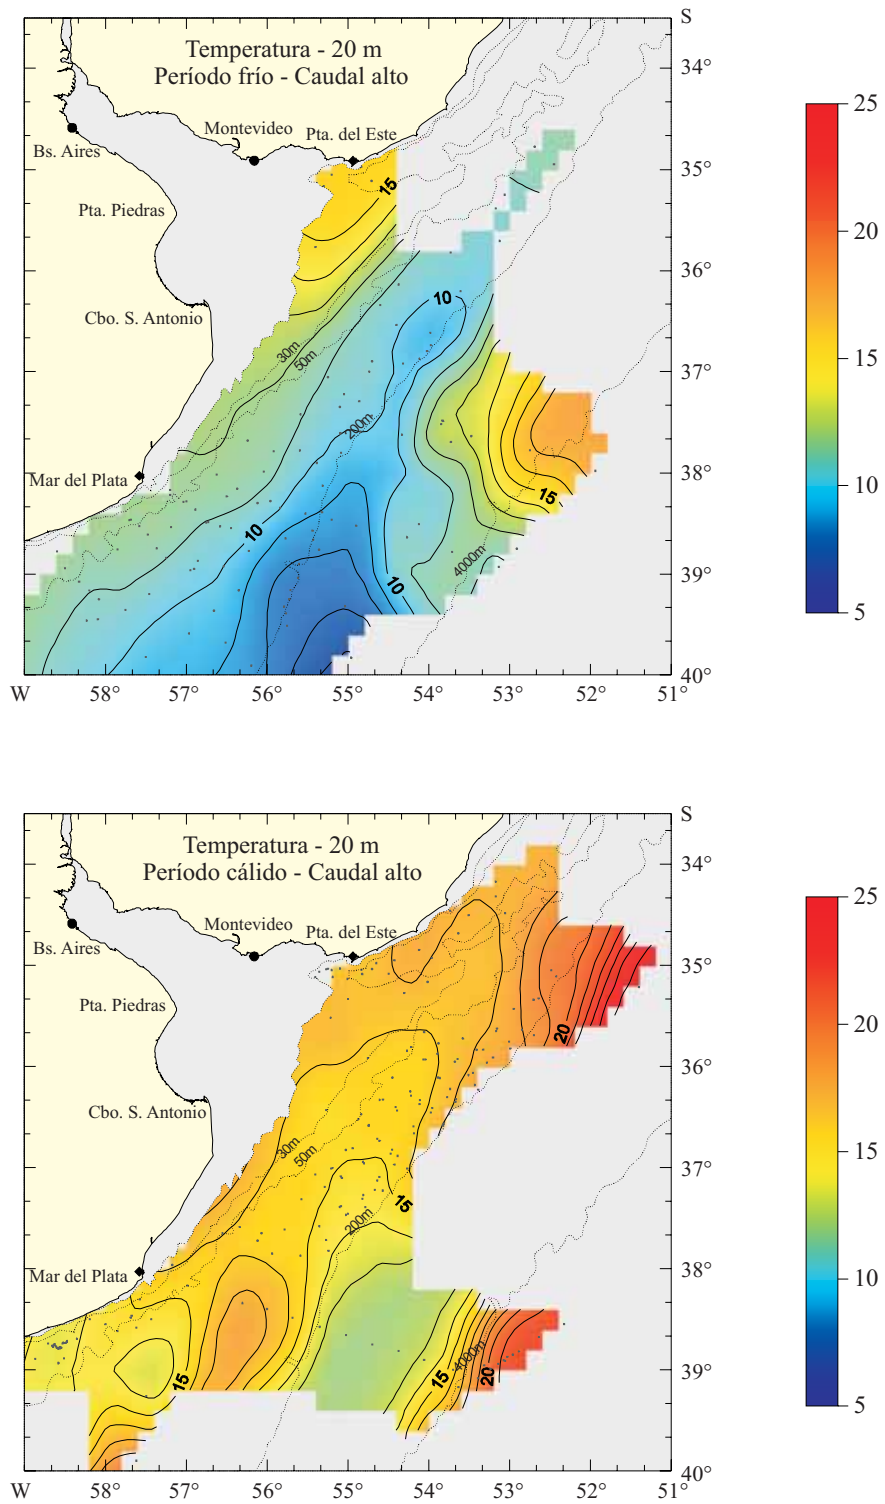 S
Temperatura - 20 m
Período frío - Caudal alto
34°
25
Montevideo
Pta. del Este
Bs. Aires
35°
15
Pta. Piedras
20
36°
10
Cbo. S. Antonio
30m
50m
15
37°
200m
38°
Mar del Plata
15
10
10
4000m
39°
10
5
W
58°
57°
56°
55°
54°
53°
52°
51°
40°
S
Temperatura - 20 m
Período cálido - Caudal alto
34°
25
Montevideo
Pta. del Este
Bs. Aires
35°
Pta. Piedras
20
20
36°
Cbo. S. Antonio
30m
50m
15
37°
15
200m
Mar del Plata
38°
10
4000m
15
15
20
39°
5
40°
W
58°
57°
56°
55°
54°
53°
52°
51°